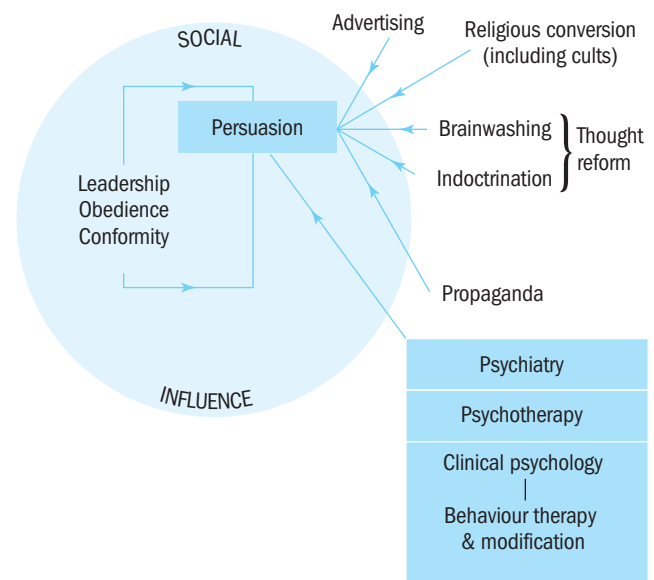 SOCIAL
Advertising
Religious conversion
(including cults)
Persuasion
Brainwashing
Indoctrination
Thought
reform
Leadership
Obedience
Conformity
Propaganda
INFLUENCE
Psychiatry
Psychotherapy
Clinical psychology
Behaviour therapy
& modification